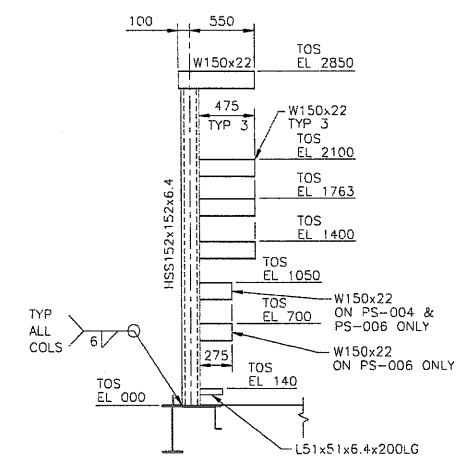 100
550
W150x22
TOS
EL 2850
475
TYP 3
W150x22
TYP 3
TOS
EL 2100
TOS
EL 1763
TOS
EL 1400
HSS152x152x6.4
TOS
EL 1050
W150x22
ON PS-004 &
PS-006 ONLY
TOS
EL 700
W150x22
ON PS-006 ONLY
275
TYP
ALL
COLS
6
TOS
EL 140
TOS
EL 000
L51x51x6.4x200LG